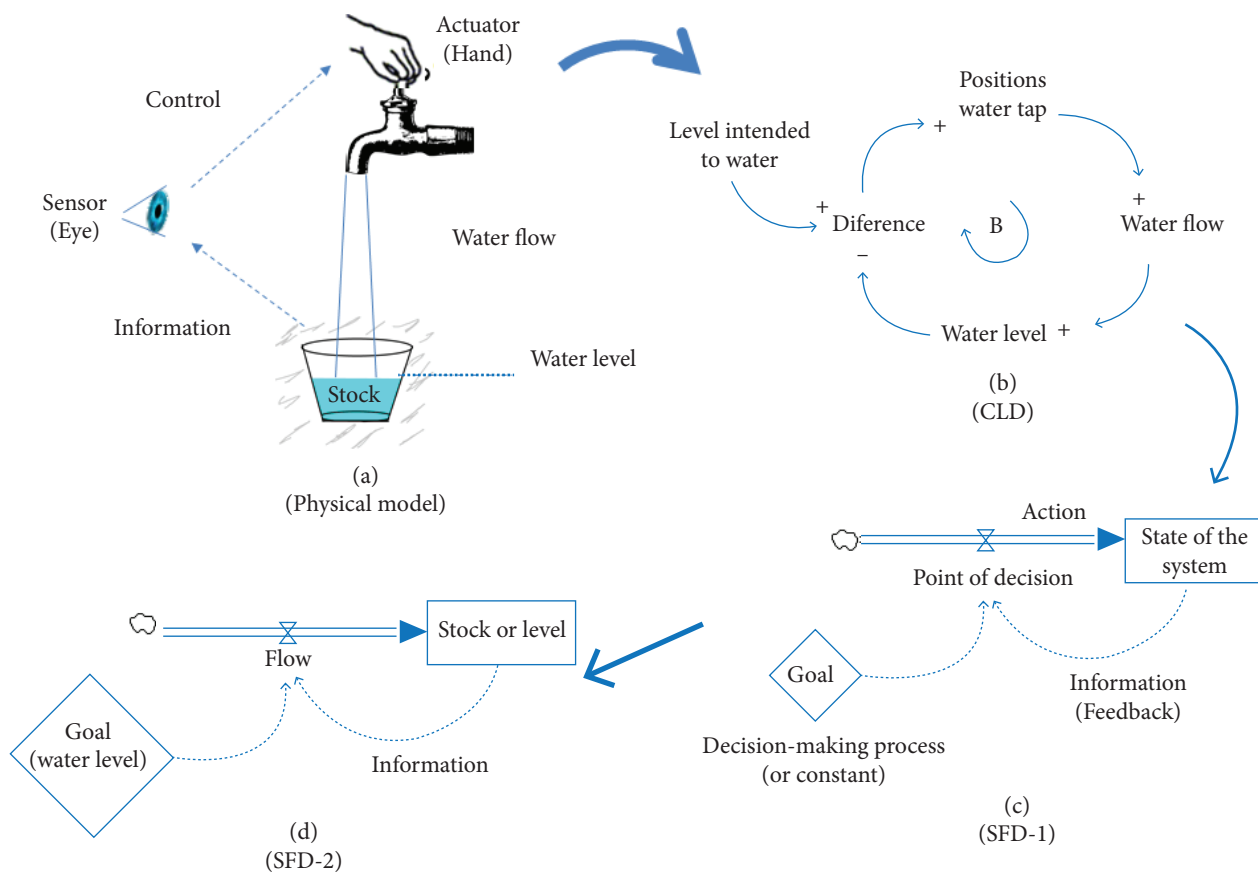 Actuator
(Hand)
Control
Sensor
(Eye)
Water flow
Information
Water level
Stock
(a)
(Physical model)
Positions
water tap
+
Level intended
to water
+
+
Diference
B
Water flow
−
Water level +
(b)
(CLD)
Action
State of the
system
Point of decision
Goal
Information
(Feedback)
Decision-making process
(or constant)
(c)
(SFD-1)
Stock or level
Flow
Goal
(water level)
Information
(d)
(SFD-2)